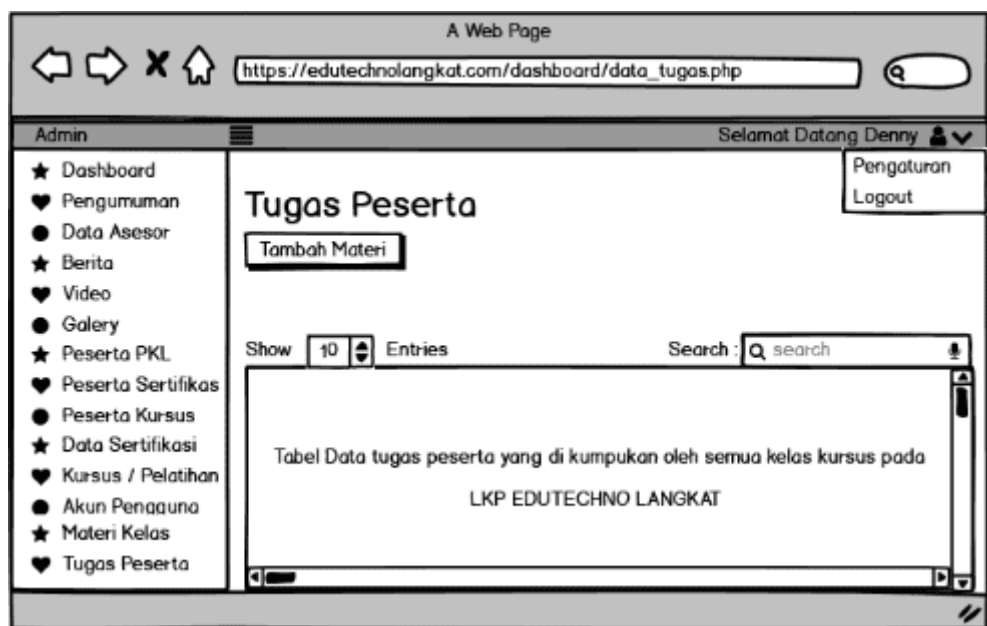 A Web Page
https://edutechnolangkat.com/dashboard/data_tugas.php
Admin
Selamat Datang Denny
Pengaturan
Logout
Dashboard
Pengumuman
Data Asesor
Berita
Video
Galery
Peserta PKL
Peserta Sertifikas
Peserta Kursus
Data Sertifikasi
Kursus / Pelatihan
Akun Pengguna
Materi Kelas
Tugas Peserta
Tugas Peserta
Tambah Materi
Show 10 Entries
Search : search
Tabel Data tugas peserta yang di kumpukan oleh semua kelas kursus pada
LKP EDUTECHNO LANGKAT